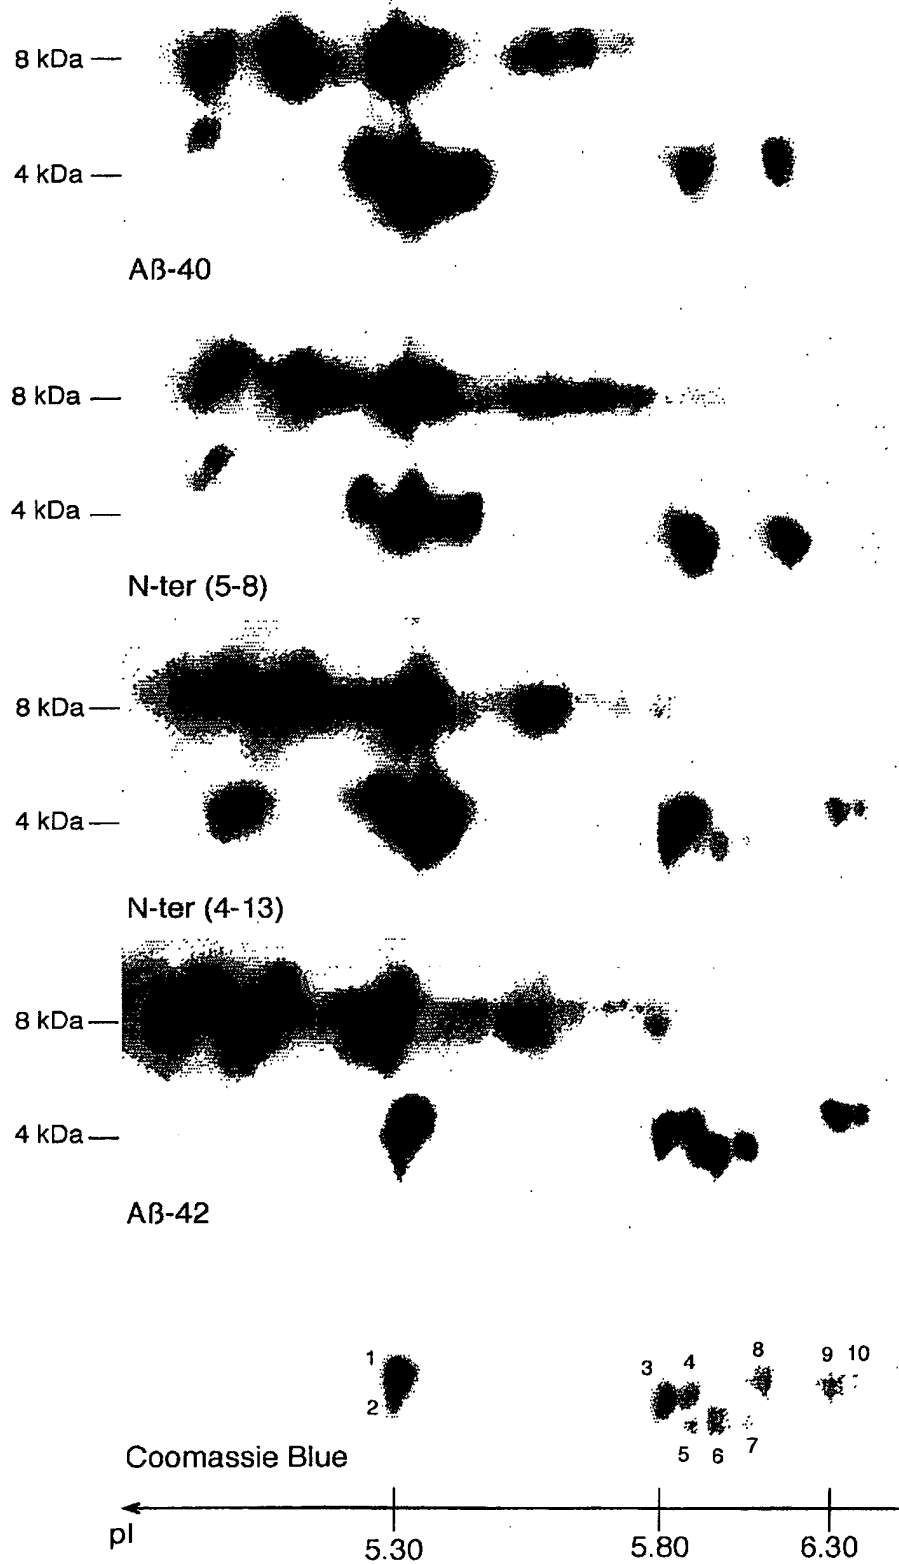 8 kDa
4 kDa
Aß-40
8 kDa
4 kDa
N-ter (5-8)
8 kDa
4 kDa
N-ter (4-13)
8 kDa
4 kDa
Aß-42
1 3 4 8 9 10
2 5 6 7
Coomassie Blue
pI 5.30 5.80 6.30